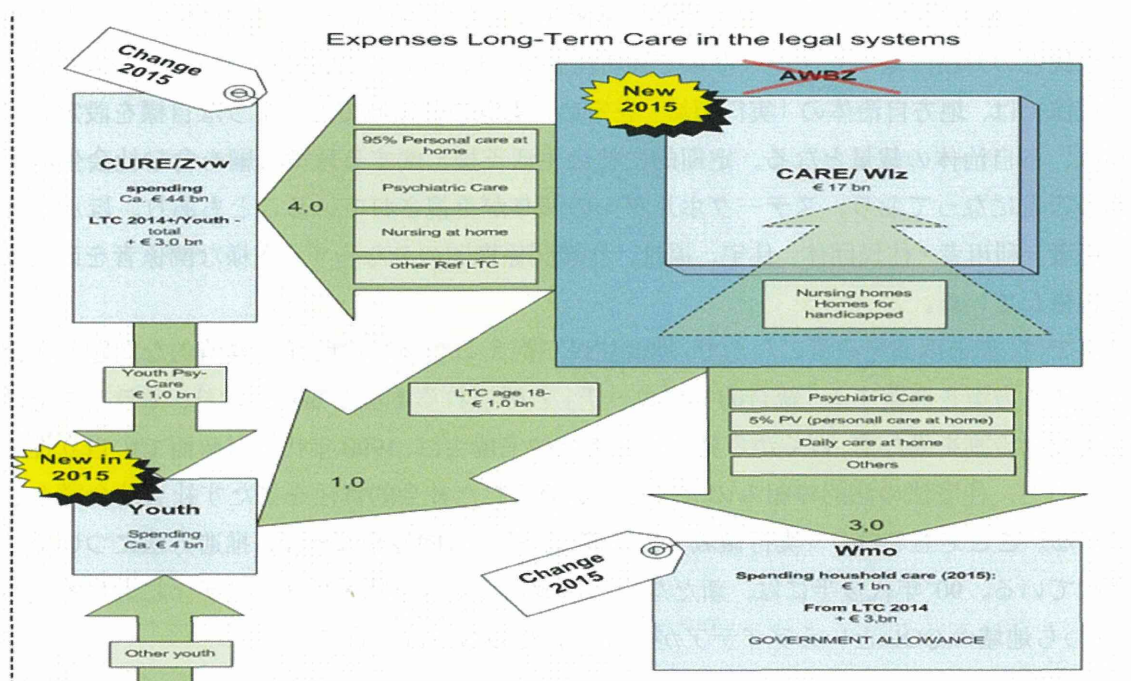 Expenses Long-Term Care in the legal systems
Change
2015
AWBZ
New
2015
CURE/Zvw
spending
Ca. € 44 bn
LTC 2014+/Youth -
total
+ € 3,0 bn
4,0
95% Personal care at
home
Psychiatric Care
Nursing at home
other Ref LTC
CARE/ Wlz
€ 17 bn
Nursing homes
Homes for
handicapped
Youth Psy-
Care
€ 1,0 bn
LTC age 18-
€ 1,0 bn
1,0
Psychiatric Care
5% PV (personall care at home)
Daily care at home
Others
3,0
New in
2015
Youth
Spending
Ca. € 4 bn
Other youth
Change
2015
Wmo
Spending houshold care (2015):
€ 1 bn
From LTC 2014
+ € 3,bn
GOVERNMENT ALLOWANCE